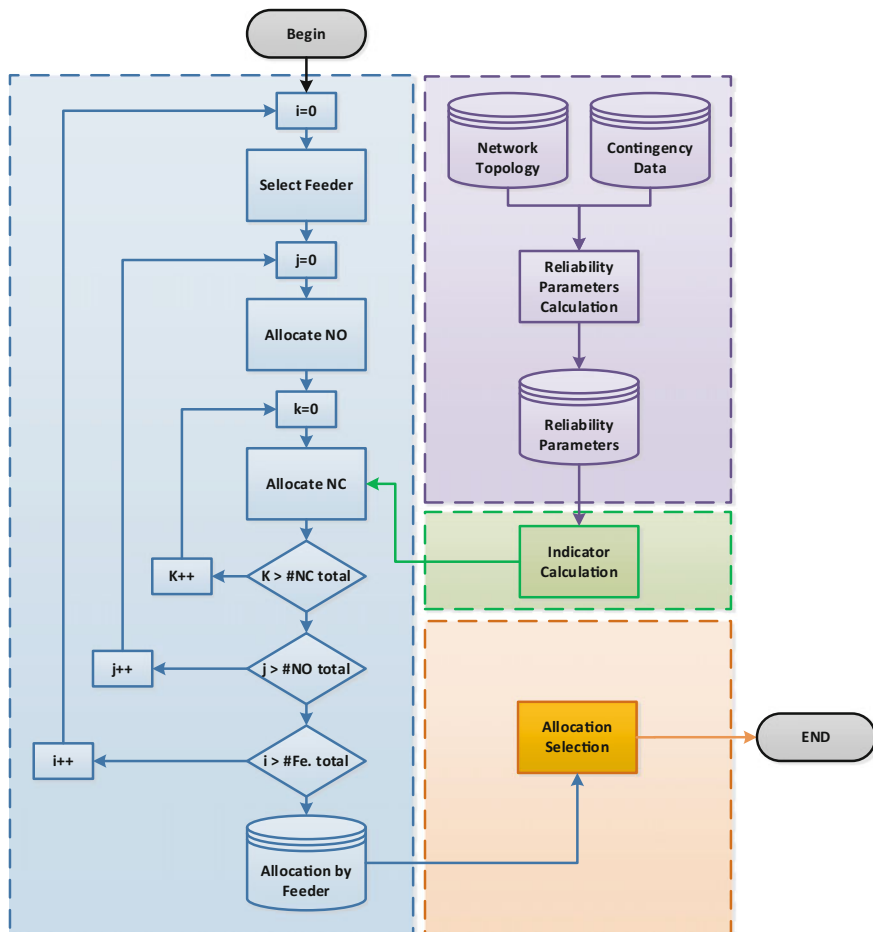 Begin
i=0
Select Feeder
j=0
Allocate NO
k=0
Allocate NC
K > #NC total
K++
j > #NO total
j++
i > #Fe. total
i++
Allocation by
Feeder
Network
Topology
Contingency
Data
Reliability
Parameters
Calculation
Reliability
Parameters
Indicator
Calculation
Allocation
Selection
END